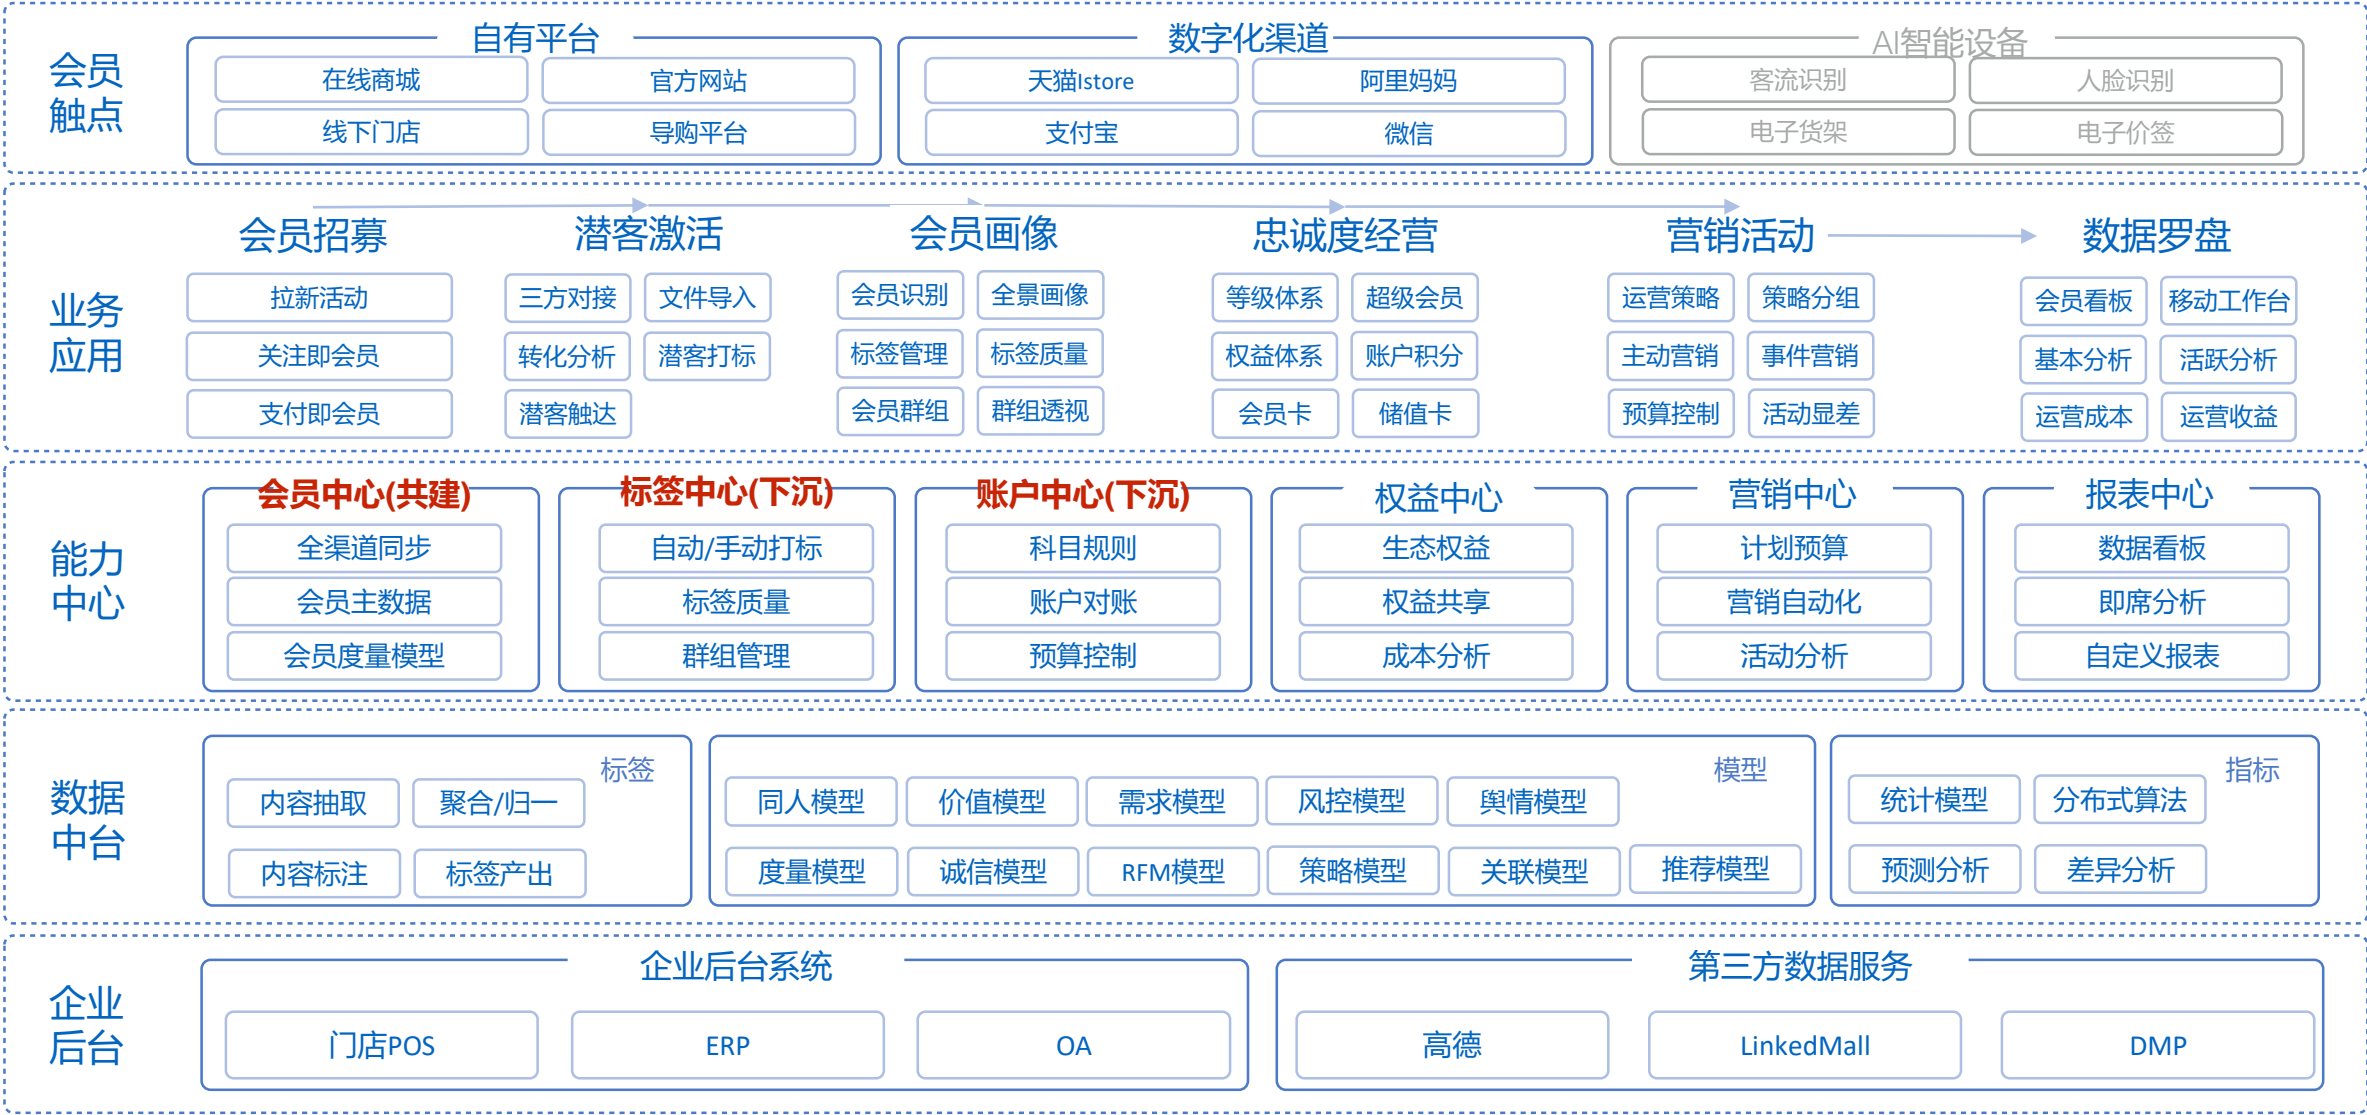 会员
触点
自有平台
在线商城
官方网站
线下门店
导购平台
数字化渠道
天猫Istore
阿里妈妈
支付宝
微信
AI智能设备
客流识别
人脸识别
电子货架
电子价签
业务
应用
会员招募
拉新活动
关注即会员
支付即会员
潜客激活
三方对接
文件导入
转化分析
潜客打标
潜客触达
会员画像
会员识别
全景画像
标签管理
标签质量
会员群组
群组透视
忠诚度经营
等级体系
超级会员
权益体系
账户积分
会员卡
储值卡
营销活动
运营策略
策略分组
主动营销
事件营销
预算控制
活动显差
数据罗盘
会员看板
移动工作台
基本分析
活跃分析
运营成本
运营收益
能力
中心
会员中心(共建)
全渠道同步
会员主数据
会员度量模型
标签中心(下沉)
自动/手动打标
标签质量
群组管理
账户中心(下沉)
科目规则
账户对账
预算控制
权益中心
生态权益
权益共享
成本分析
营销中心
计划预算
营销自动化
活动分析
报表中心
数据看板
即席分析
自定义报表
数据
中台
标签
内容抽取
聚合/归一
内容标注
标签产出
模型
同人模型
价值模型
需求模型
风控模型
舆情模型
度量模型
诚信模型
RFM模型
策略模型
关联模型
推荐模型
指标
统计模型
分布式算法
预测分析
差异分析
企业
后台
企业后台系统
门店POS
ERP
OA
第三方数据服务
高德
LinkedMall
DMP